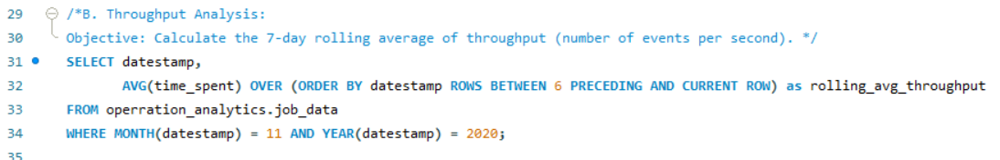 29 /*B. Throughput Analysis:
30 Objective: Calculate the 7-day rolling average of throughput (number of events per second). */
31 SELECT datestamp,
32 AVG(time_spent) OVER (ORDER BY datestamp ROWS BETWEEN 6 PRECEDING AND CURRENT ROW) as rolling_avg_throughput
33 FROM operration_analytics.job_data
34 WHERE MONTH(datestamp) = 11 AND YEAR(datestamp) = 2020;
35